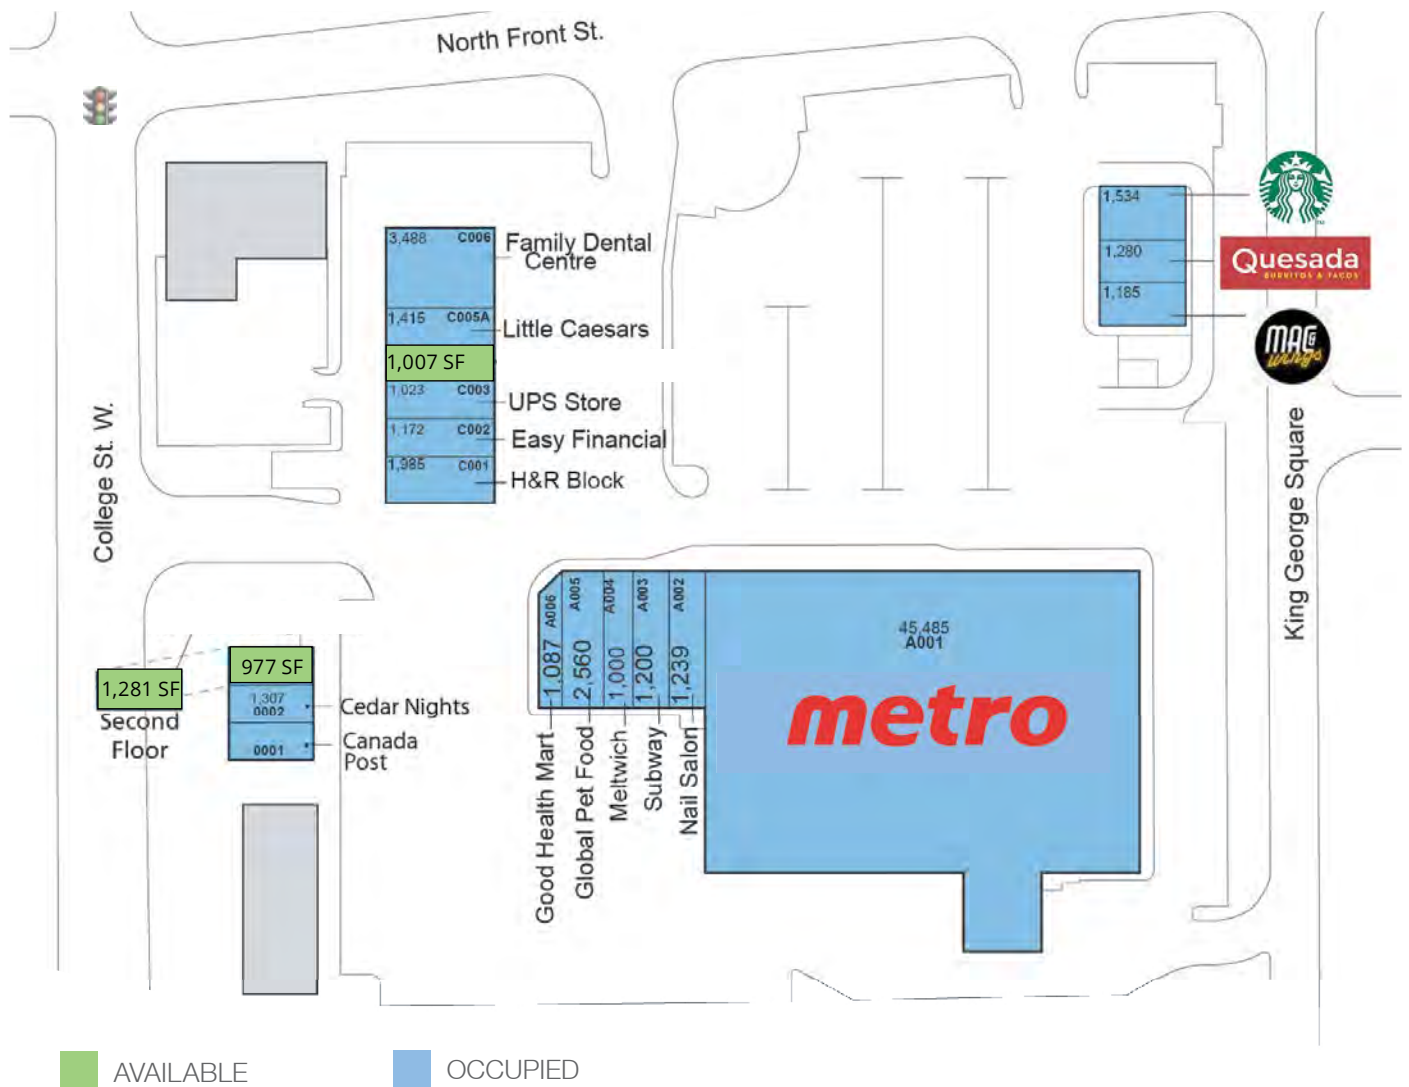 North Front St.
1,534
1,280
Quesada
BURRITOS & TACOS
1,185
MAC &
wings
3,488 C006
Family Dental
Centre
1,415 C005A
Little Caesars
1,007 SF
1,023 C003
UPS Store
1,172 C002
Easy Financial
1,985 C001
H&R Block
College St. W.
King George Square
977 SF
1,281 SF
Second
Floor
1,307
0002
Cedar Nights
0001
Canada
Post
1,087 A006
2,560 A005
1,000 A004
1,200 A003
1,239 A002
Good Health Mart
Global Pet Food
Meltwich
Subway
Nail Salon
45,485
A001
metro
AVAILABLE
OCCUPIED